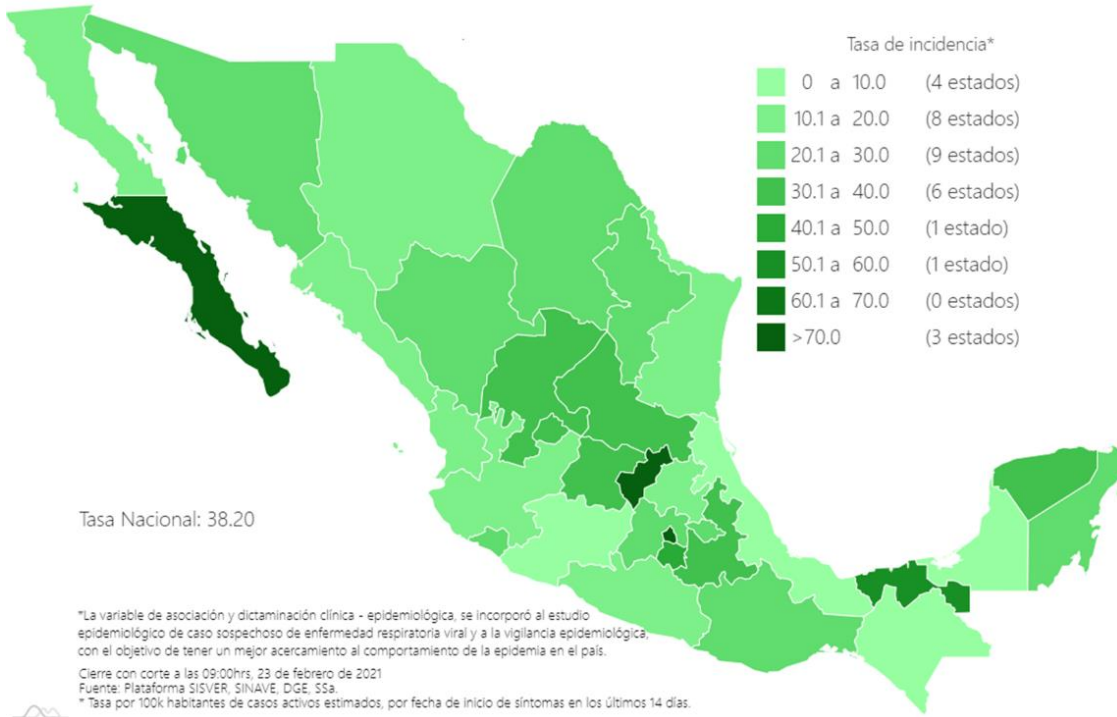 Tasa de incidencia*
0 a 10.0 (4 estados)
10.1 a 20.0 (8 estados)
20.1 a 30.0 (9 estados)
30.1 a 40.0 (6 estados)
40.1 a 50.0 (1 estado)
50.1 a 60.0 (1 estado)
60.1 a 70.0 (0 estados)
>70.0 (3 estados)
Tasa Nacional: 38.20
*La variable de asociación y dictaminación clínica - epidemiológica, se incorporó al estudio
epidemiológico de caso sospechoso de enfermedad respiratoria viral y a la vigilancia epidemiológica,
con el objetivo de tener un mejor acercamiento al comportamiento de la epidemia en el país.
Cierre con corte a las 09:00hrs, 23 de febrero de 2021
Fuente: Plataforma SISVER, SINAVE, DGE, SSa.
* Tasa por 100k habitantes de casos activos estimados, por fecha de inicio de síntomas en los últimos 14 días.